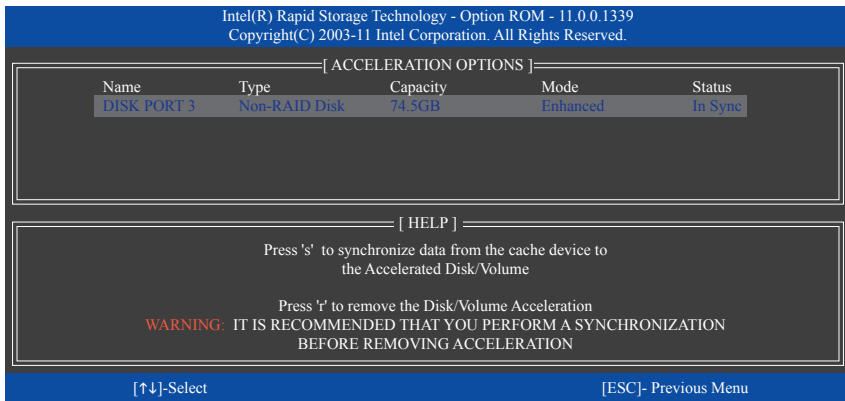 Intel(R) Rapid Storage Technology - Option ROM - 11.0.0.1339
Copyright(C) 2003-11 Intel Corporation. All Rights Reserved.
[ ACCELERATION OPTIONS ]
Name Type Capacity Mode Status
DISK PORT 3 Non-RAID Disk 74.5GB Enhanced In Sync
[ HELP ]
Press 's' to synchronize data from the cache device to
the Accelerated Disk/Volume
Press 'r' to remove the Disk/Volume Acceleration
WARNING: IT IS RECOMMENDED THAT YOU PERFORM A SYNCHRONIZATION
BEFORE REMOVING ACCELERATION
[↑↓]-Select [ESC]- Previous Menu